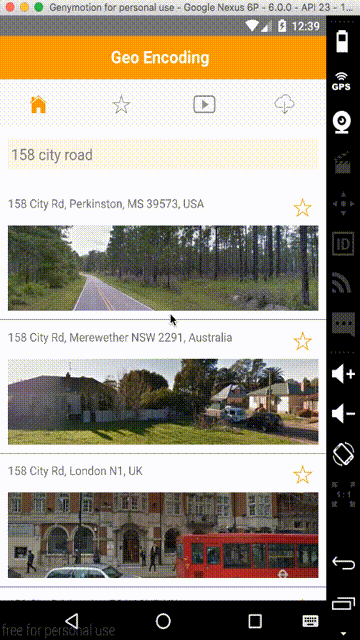 Genymotion for personal use - Google Nexus 6P - 6.0.0 - API 23 - 1...
12:39
Geo Encoding
158 city road
158 City Rd, Perkinston, MS 39573, USA
158 City Rd, Merewether NSW 2291, Australia
158 City Rd, London N1, UK
GPS
ID
1:1
free for personal use